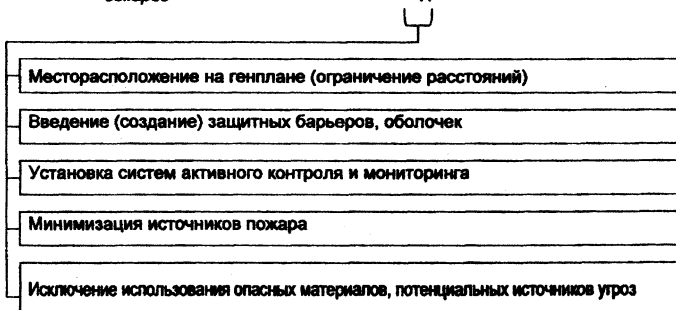 Месторасположение на генплане (ограничение расстояний)
Введение (создание) защитных барьеров, оболочек
Установка систем активного контроля и мониторинга
Минимизация источников пожара
Исключение использования опасных материалов, потенциальных источников угроз